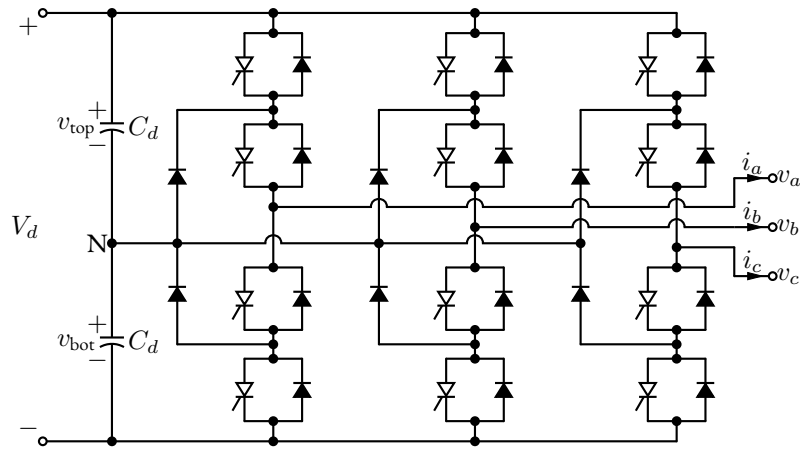 +
+
v_top C_d
−
i_a
v_a
V_d
i_b
v_b
N
i_c
v_c
+
v_bot C_d
−
−